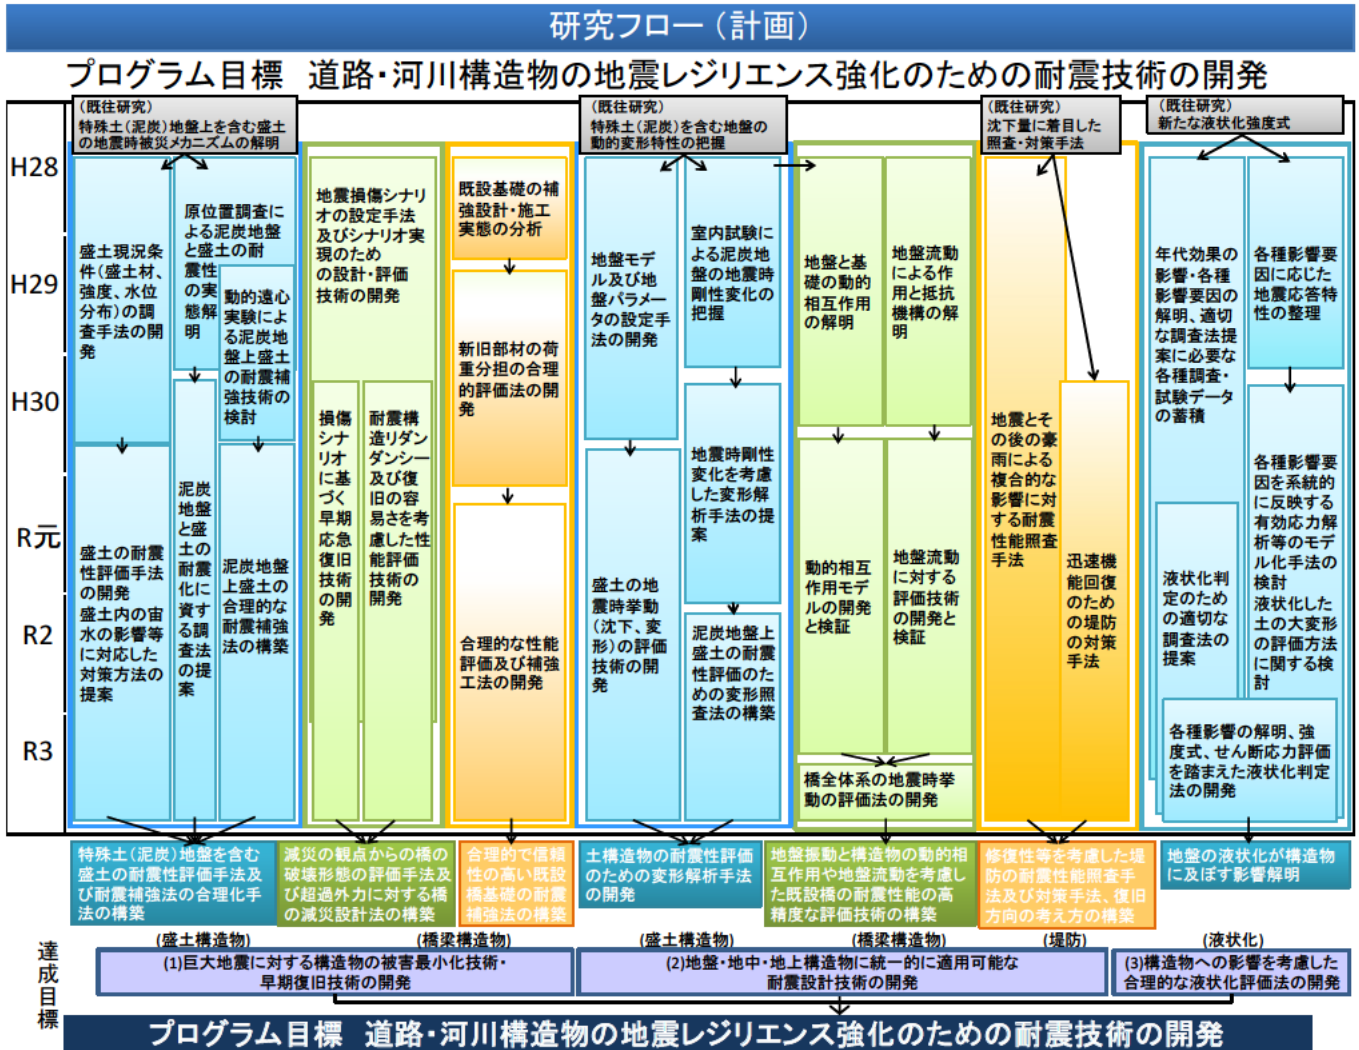 研究フロー（計画）
プログラム目標　道路・河川構造物の地震レジリエンス強化のための耐震技術の開発
（既往研究）
特殊土（泥炭）地盤上を含む盛土
の地震時被災メカニズムの解明
（既往研究）
特殊土（泥炭）を含む地盤の
動的変形特性の把握
（既往研究）
沈下量に着目した
照査・対策手法
（既往研究）
新たな液状化強度式
H28
H29
H30
R元
R2
R3
盛土現況条
件（盛土材、
強度、水位
分布）の調
査手法の開
発
原位置調査に
よる泥炭地盤
と盛土の耐
震性
の実
態解
明
動的遠心
実験によ
る泥炭地
盤上盛土
の耐震補
強技術の
検討
盛土の耐震
性評価手法
の開発
盛土内の宙
水の影響等
に対応した
対策方法の
提案
泥炭
地盤
と盛
土の
耐震
化に
資す
る調
査法
の提
案
泥炭地盤
上盛土の
合理的な
耐震補強
法の構築
地震損傷シナリ
オの設定手法
及びシナリオ実
現のため
の設計・評価
技術の開発
損傷
シナ
リオ
に基
づく
早期
応急
復旧
技術
の開
発
耐震構
造リダン
ダンシー
及び復
旧の容
易さを考
慮した性
能評価
技術の
開発
既設基礎の補
強設計・施工
実態の分析
新旧部材の荷
重分担の合理
的評価法の開
発
合理的な性能
評価及び補強
工法の開発
地盤モデ
ル及び地
盤パラメー
タの設定手
法の開発
室内試験に
よる泥炭地
盤の地震時
剛性変化の
把握
盛土の地
震時挙動
（沈下、変
形）の評価
技術の開
発
地震時剛性
変化を考慮
した変形解
析手法の提
案
泥炭地盤上
盛土の耐震
性評価のた
めの変形照
査法の構築
地盤と基
礎の動的
相互作用
の解明
地盤流動
による作
用と抵抗
機構の解
明
動的相互
作用モデ
ルの開発
と検証
地盤流動
に対する
評価技術
の開発と
検証
橋全体系の地震時挙
動の評価法の開発
地震とそ
の後の豪
雨による
複合的な
影響に対
する耐震
性能照査
手法
迅速機
能回復
のため
の堤防
の対策
手法
年代効果の
影響・各種
影響要因の
解明、適切
な調査法提
案に必要な
各種調査・
試験データ
の蓄積
各種影響要
因に応じた
地震応答特
性の整理
液状化判
定のための
適切な
調査法の
提案
各種影響要
因を系統的
に反映する
有効応力解
析等のモデ
ル化手法の
検討
液状化した
土の大変形
の評価方法
に関する検
討
各種影響の解明、強
度式、せん断応力評価
を踏まえた液状化判定
法の開発
特殊土（泥炭）地盤を含む
盛土の耐震性評価手法及
び耐震補強法の合理化手
法の構築
減災の観点からの橋の
破壊形態の評価手法及
び超過外力に対する橋
の減災設計法の構築
合理的で信頼
性の高い既設
橋基礎の耐震
補強法の構築
土構造物の耐震性評価
のための変形解析手法
の開発
地盤振動と構造物の動的相
互作用や地盤流動を考慮し
た既設橋の耐震性能の高
精度な評価技術の構築
修復性等を考慮した堤
防の耐震性能照査手
法及び対策手法、復旧
方向の考え方の構築
地盤の液状化が構造物
に及ぼす影響解明
達成目標
（盛土構造物）
（橋梁構造物）
（盛土構造物）
（橋梁構造物）
（堤防）
（液状化）
(1)巨大地震に対する構造物の被害最小化技術・
早期復旧技術の開発
(2)地盤・地中・地上構造物に統一的に適用可能な
耐震設計技術の開発
(3)構造物への影響を考慮した
合理的な液状化評価法の開発
プログラム目標　道路・河川構造物の地震レジリエンス強化のための耐震技術の開発